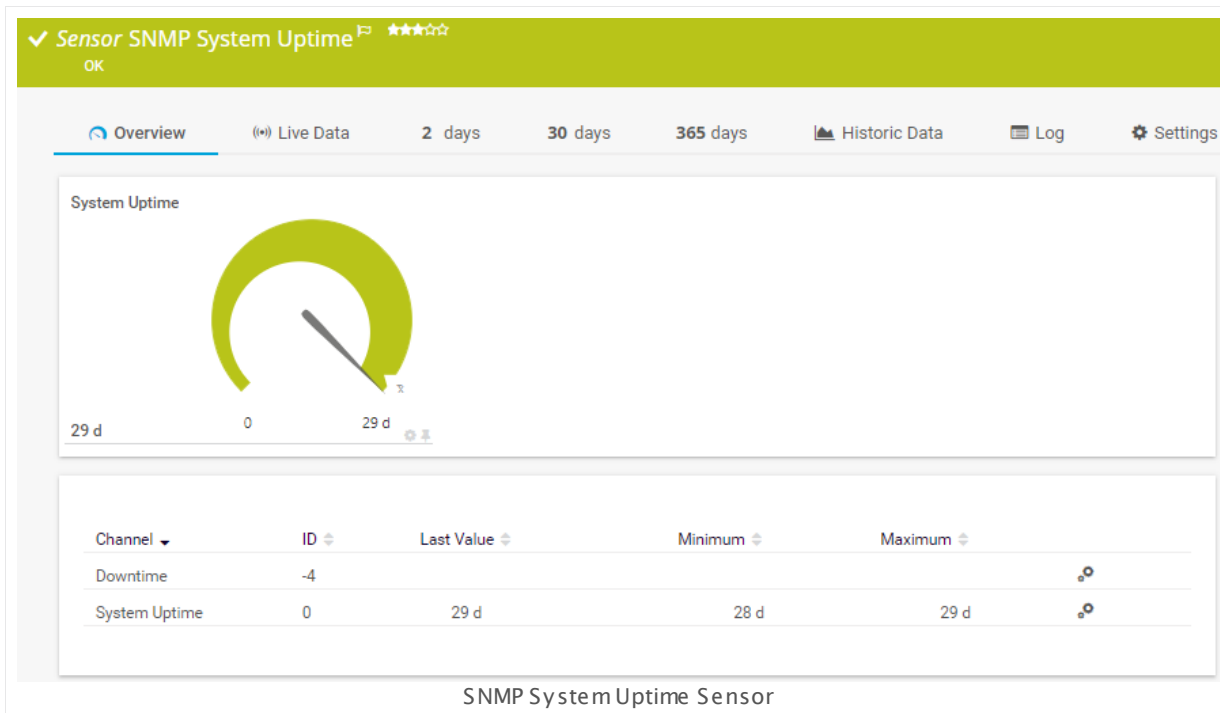 Sensor SNMP System Uptime
OK
Overview Live Data 2 days 30 days 365 days Historic Data Log Settings
System Uptime
0 29 d
29 d
Channel ID Last Value Minimum Maximum
Downtime -4
System Uptime 0 29 d 28 d 29 d
SNMP System Uptime Sensor